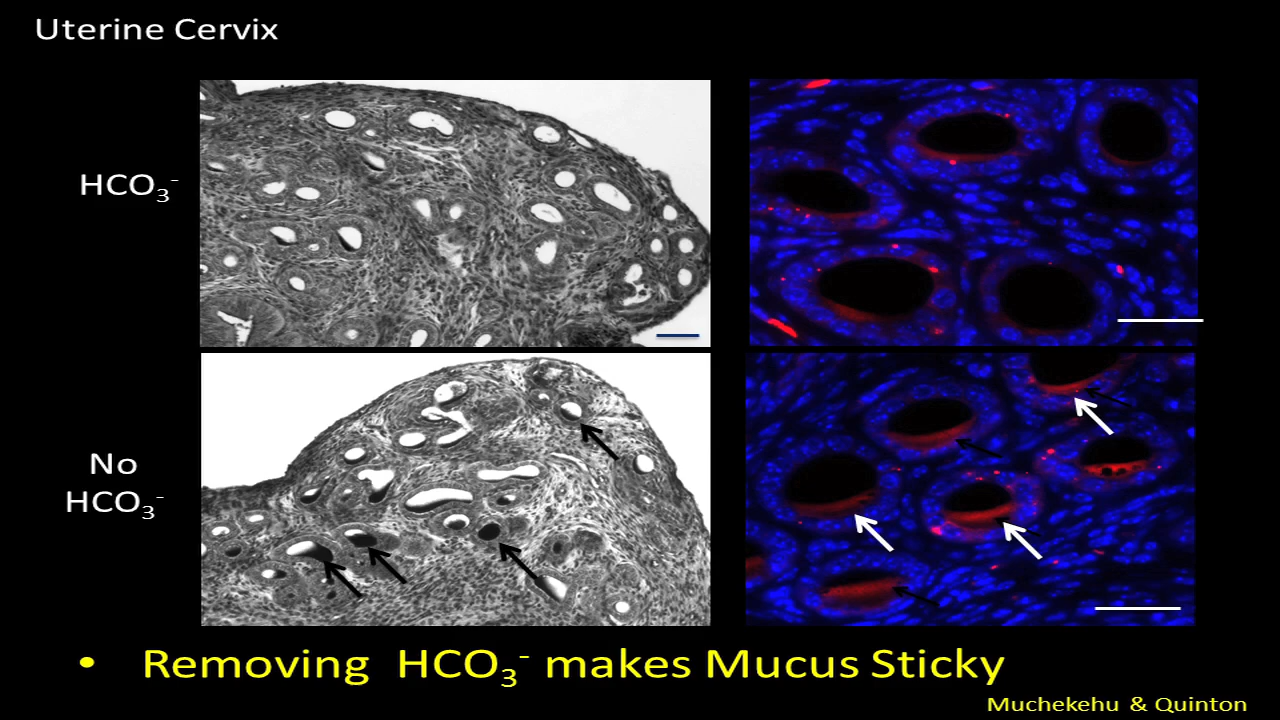 Uterine Cervix
HCO₃⁻
No
HCO₃⁻
• Removing HCO₃⁻ makes Mucus Sticky
Muchekehu & Quinton